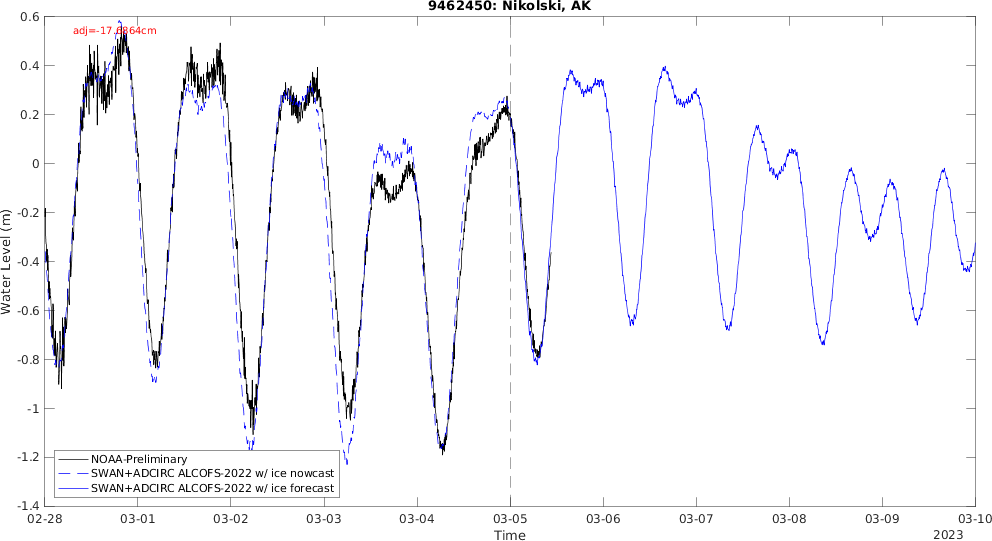 9462450: Nikolski, AK
adj=-17.6864cm
Water Level (m)
0.6
0.4
0.2
0
-0.2
-0.4
-0.6
-0.8
-1
-1.2
-1.4
NOAA-Preliminary
SWAN+ADCIRC ALCOFS-2022 w/ ice nowcast
SWAN+ADCIRC ALCOFS-2022 w/ ice forecast
02-28 03-01 03-02 03-03 03-04 03-05 03-06 03-07 03-08 03-09 03-10
Time
2023